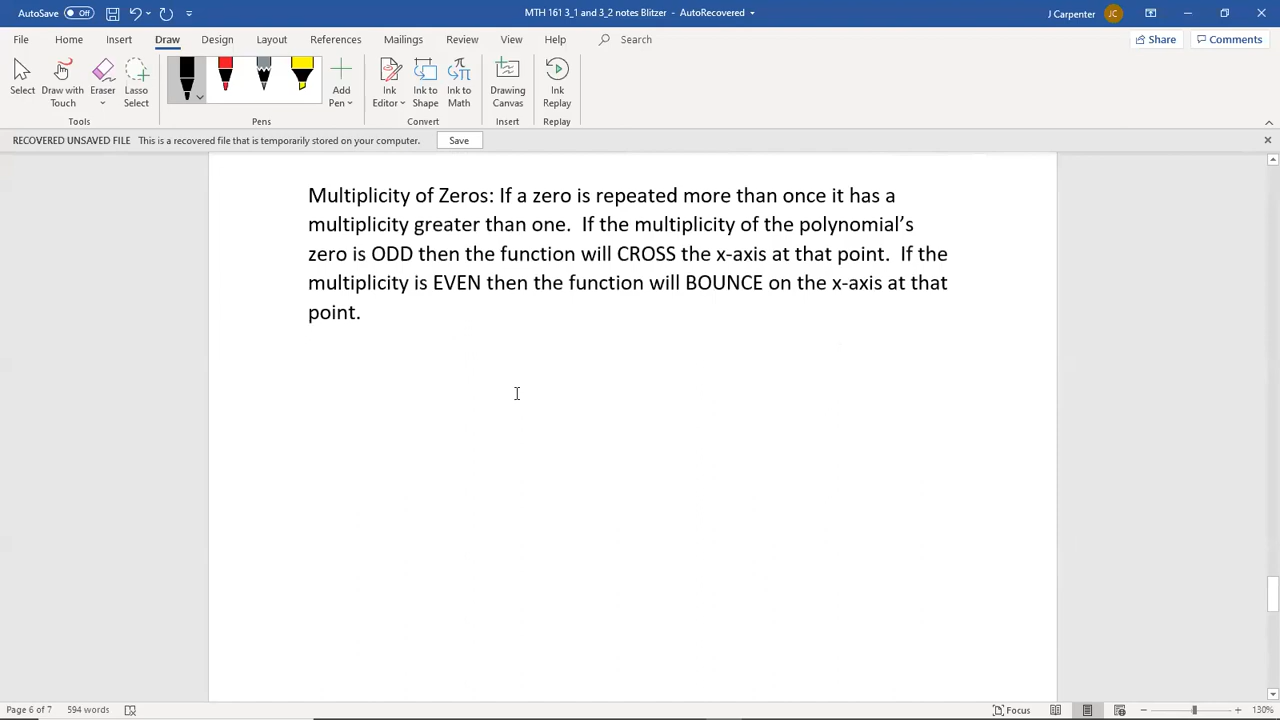 AutoSave Off MTH 161 3_1 and 3_2 notes Blitzer - AutoRecovered J Carpenter JC
File Home Insert Draw Design Layout References Mailings Review View Help Search Share Comments
Select Draw with Touch Eraser Lasso Select Add Pen Ink Editor Ink to Shape Ink to Math Drawing Canvas Ink Replay
Tools Pens Convert Insert Replay
RECOVERED UNSAVED FILE This is a recovered file that is temporarily stored on your computer. Save
Multiplicity of Zeros: If a zero is repeated more than once it has a
multiplicity greater than one.  If the multiplicity of the polynomial’s
zero is ODD then the function will CROSS the x-axis at that point.  If the
multiplicity is EVEN then the function will BOUNCE on the x-axis at that
point.
Page 6 of 7 594 words Focus 130%